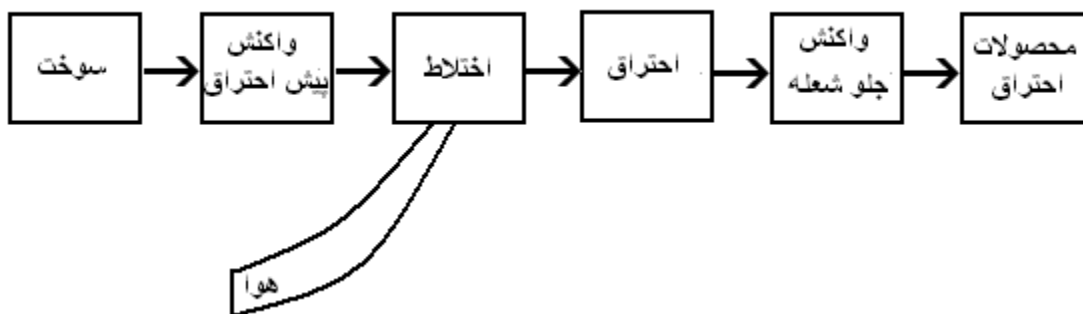 سوخت
واکنش
پیش احتراق
اختلاط
احتراق
واکنش
جلو شعله
محصولات
احتراق
هوا